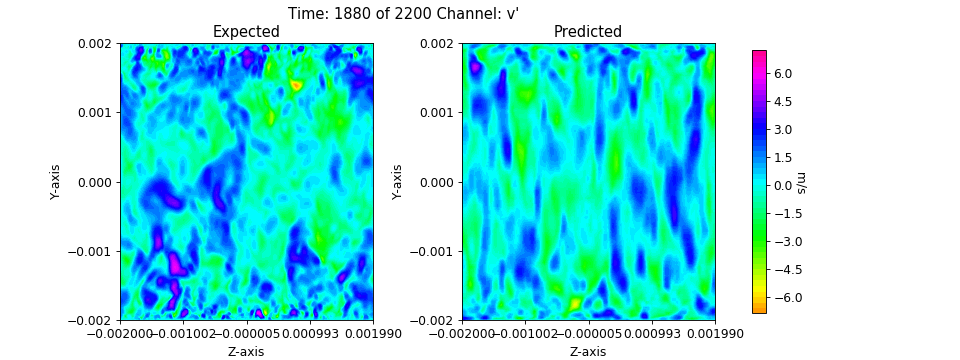 Time: 1880 of 2200 Channel: v'
Expected
Predicted
0.002
0.001
0.000
−0.001
−0.002
Y-axis
−0.002000 −0.001002 −0.000005 0.000993 0.001990
Z-axis
0.002
0.001
0.000
−0.001
−0.002
Y-axis
−0.002000 −0.001002 −0.000005 0.000993 0.001990
Z-axis
6.0
4.5
3.0
1.5
0.0
−1.5
−3.0
−4.5
−6.0
m/s